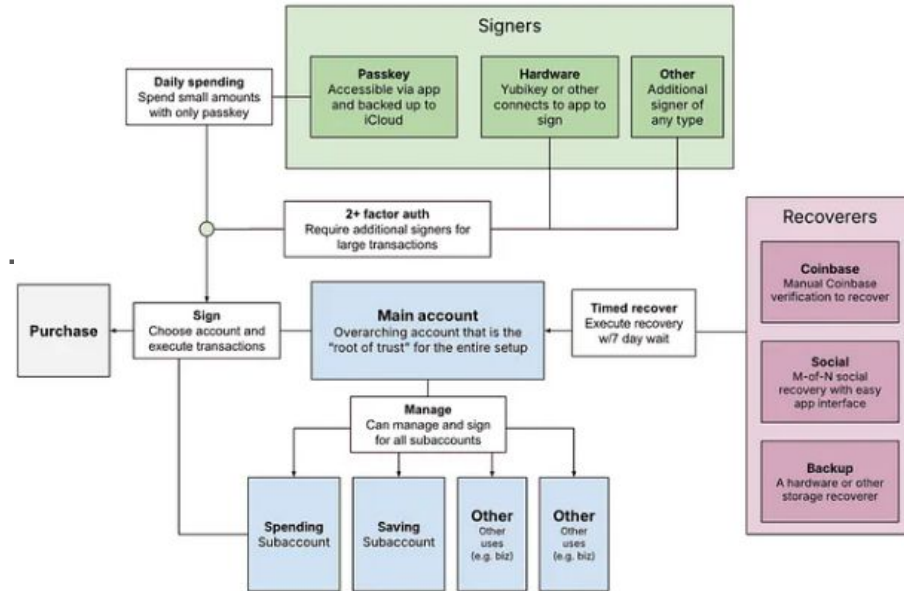 Signers
Daily spending
Spend small amounts
with only passkey
Passkey
Accessible via app
and backed up to
iCloud
Hardware
Yubikey or other
connects to app to
sign
Other
Additional
signer of
any type
2+ factor auth
Require additional signers for
large transactions
Recoverers
Coinbase
Manual Coinbase
verification to recover
Social
M-of-N social
recovery with easy
app interface
Backup
A hardware or other
storage recoverer
Purchase
Sign
Choose account and
execute transactions
Main account
Overarching account that is the
"root of trust" for the entire setup
Timed recover
Execute recovery
w/7 day wait
Manage
Can manage and sign
for all subaccounts
Spending
Subaccount
Saving
Subaccount
Other
Other
uses
(e.g. biz)
Other
Other
uses
(e.g. biz)